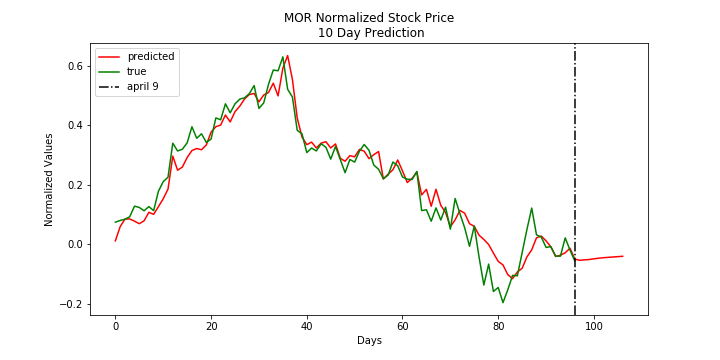 MOR Normalized Stock Price
10 Day Prediction
predicted
true
april 9
Normalized Values
0.6
0.4
0.2
0.0
−0.2
0 20 40 60 80 100
Days